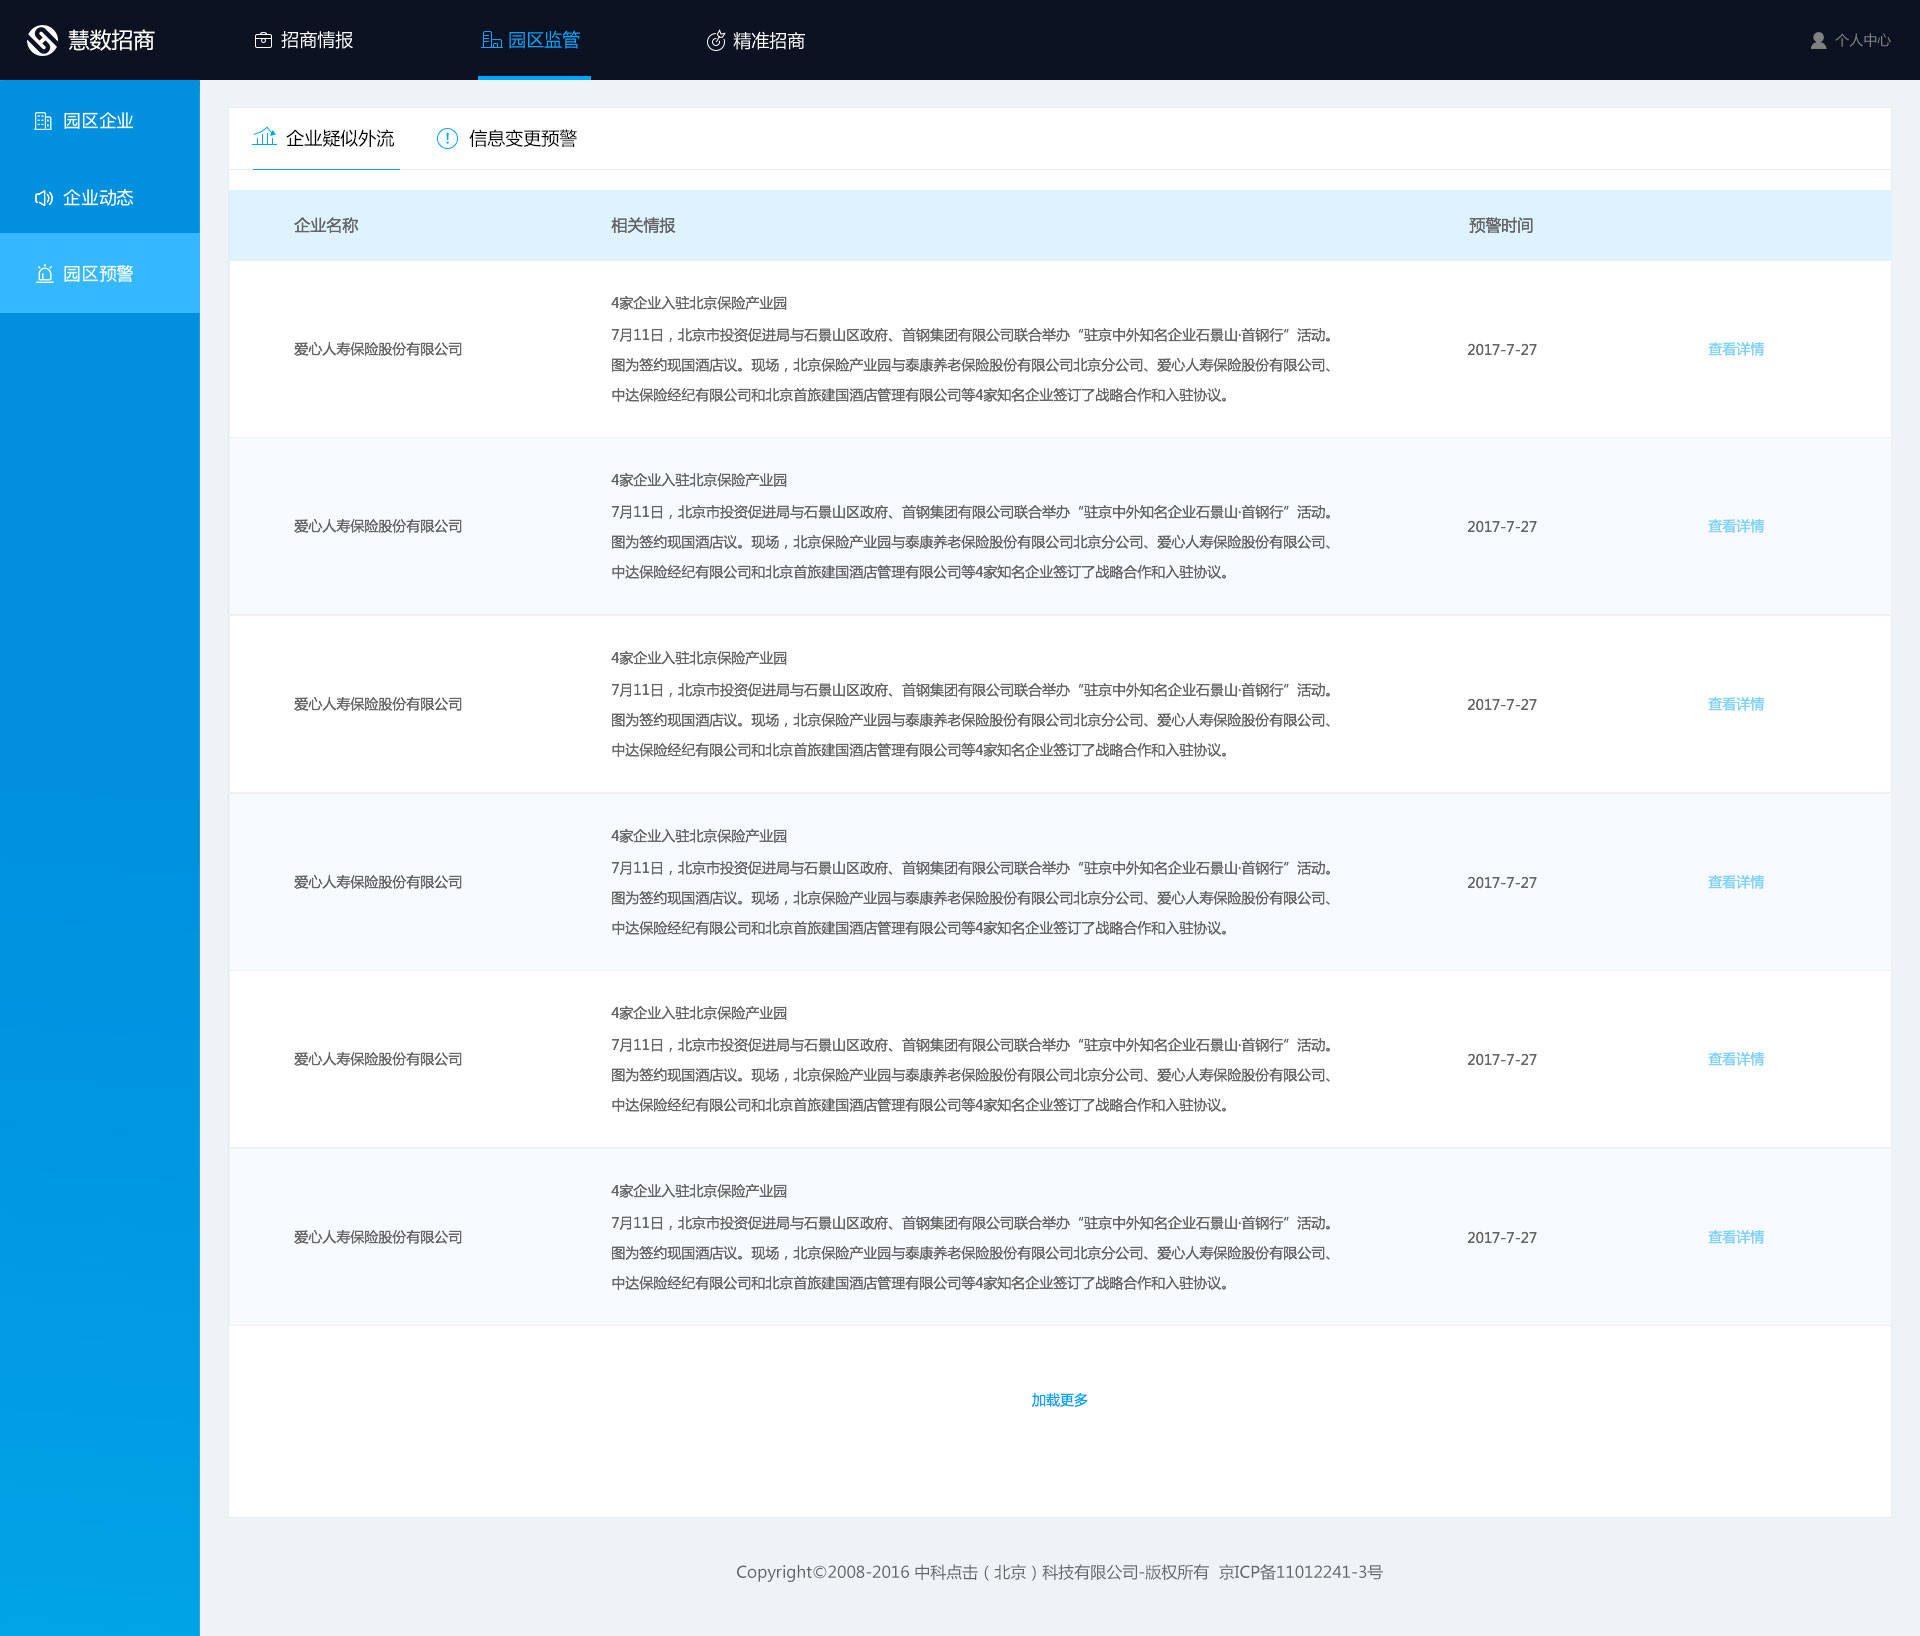 慧数招商
招商情报
园区监管
精准招商
个人中心
园区企业
企业动态
园区预警
企业疑似外流
信息变更预警
企业名称 相关情报 预警时间
4家企业入驻北京保险产业园
7月11日，北京市投资促进局与石景山区政府、首钢集团有限公司联合举办“驻京中外知名企业石景山·首钢行”活动。
图为签约现国酒店议。现场，北京保险产业园与泰康养老保险股份有限公司北京分公司、爱心人寿保险股份有限公司、
中达保险经纪有限公司和北京首旅建国酒店管理有限公司等4家知名企业签订了战略合作和入驻协议。
爱心人寿保险股份有限公司
2017-7-27
查看详情
4家企业入驻北京保险产业园
7月11日，北京市投资促进局与石景山区政府、首钢集团有限公司联合举办“驻京中外知名企业石景山·首钢行”活动。
图为签约现国酒店议。现场，北京保险产业园与泰康养老保险股份有限公司北京分公司、爱心人寿保险股份有限公司、
中达保险经纪有限公司和北京首旅建国酒店管理有限公司等4家知名企业签订了战略合作和入驻协议。
爱心人寿保险股份有限公司
2017-7-27
查看详情
4家企业入驻北京保险产业园
7月11日，北京市投资促进局与石景山区政府、首钢集团有限公司联合举办“驻京中外知名企业石景山·首钢行”活动。
图为签约现国酒店议。现场，北京保险产业园与泰康养老保险股份有限公司北京分公司、爱心人寿保险股份有限公司、
中达保险经纪有限公司和北京首旅建国酒店管理有限公司等4家知名企业签订了战略合作和入驻协议。
爱心人寿保险股份有限公司
2017-7-27
查看详情
4家企业入驻北京保险产业园
7月11日，北京市投资促进局与石景山区政府、首钢集团有限公司联合举办“驻京中外知名企业石景山·首钢行”活动。
图为签约现国酒店议。现场，北京保险产业园与泰康养老保险股份有限公司北京分公司、爱心人寿保险股份有限公司、
中达保险经纪有限公司和北京首旅建国酒店管理有限公司等4家知名企业签订了战略合作和入驻协议。
爱心人寿保险股份有限公司
2017-7-27
查看详情
4家企业入驻北京保险产业园
7月11日，北京市投资促进局与石景山区政府、首钢集团有限公司联合举办“驻京中外知名企业石景山·首钢行”活动。
图为签约现国酒店议。现场，北京保险产业园与泰康养老保险股份有限公司北京分公司、爱心人寿保险股份有限公司、
中达保险经纪有限公司和北京首旅建国酒店管理有限公司等4家知名企业签订了战略合作和入驻协议。
爱心人寿保险股份有限公司
2017-7-27
查看详情
4家企业入驻北京保险产业园
7月11日，北京市投资促进局与石景山区政府、首钢集团有限公司联合举办“驻京中外知名企业石景山·首钢行”活动。
图为签约现国酒店议。现场，北京保险产业园与泰康养老保险股份有限公司北京分公司、爱心人寿保险股份有限公司、
中达保险经纪有限公司和北京首旅建国酒店管理有限公司等4家知名企业签订了战略合作和入驻协议。
爱心人寿保险股份有限公司
2017-7-27
查看详情
加载更多
Copyright©2008-2016 中科点击（北京）科技有限公司-版权所有 京ICP备11012241-3号